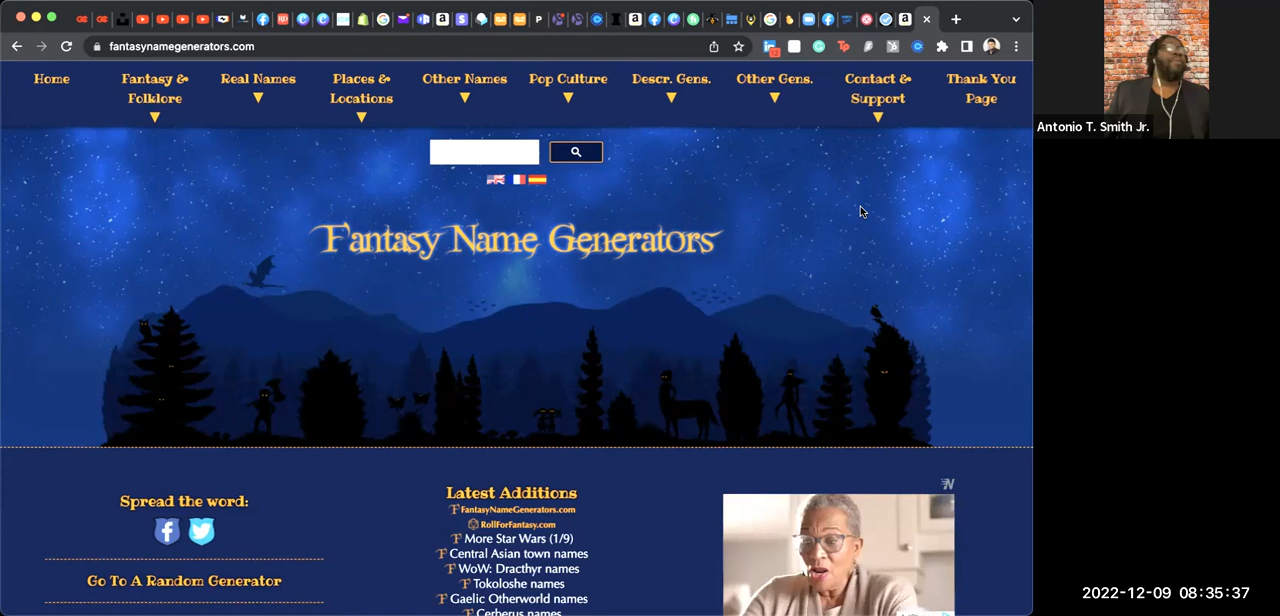 fantasynamegenerators.com
Home
Fantasy & Folklore
Real Names
Places & Locations
Other Names
Pop Culture
Descr. Gens.
Other Gens.
Contact & Support
Thank You Page
Antonio T. Smith Jr.
Fantasy Name Generators
Spread the word:
Go To A Random Generator
Latest Additions
FantasyNameGenerators.com
RollForFantasy.com
More Star Wars (1/9)
Central Asian town names
WoW: Dracthyr names
Tokoloshe names
Gaelic Otherworld names
Cerberus names
2022-12-09 08:35:37